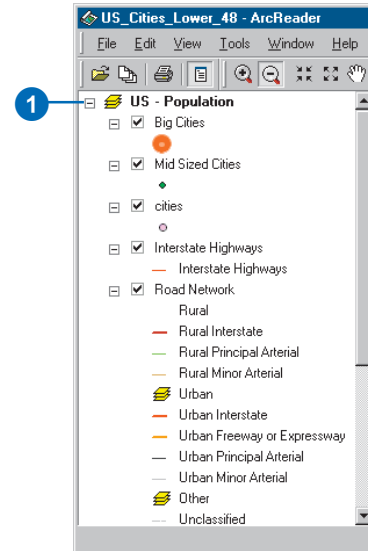 US_Cities_Lower_48 - ArcReader
File Edit View Tools Window Help
1
US - Population
Big Cities
Mid Sized Cities
cities
Interstate Highways
Interstate Highways
Road Network
Rural
Rural Interstate
Rural Principal Arterial
Rural Minor Arterial
Urban
Urban Interstate
Urban Freeway or Expressway
Urban Principal Arterial
Urban Minor Arterial
Other
Unclassified